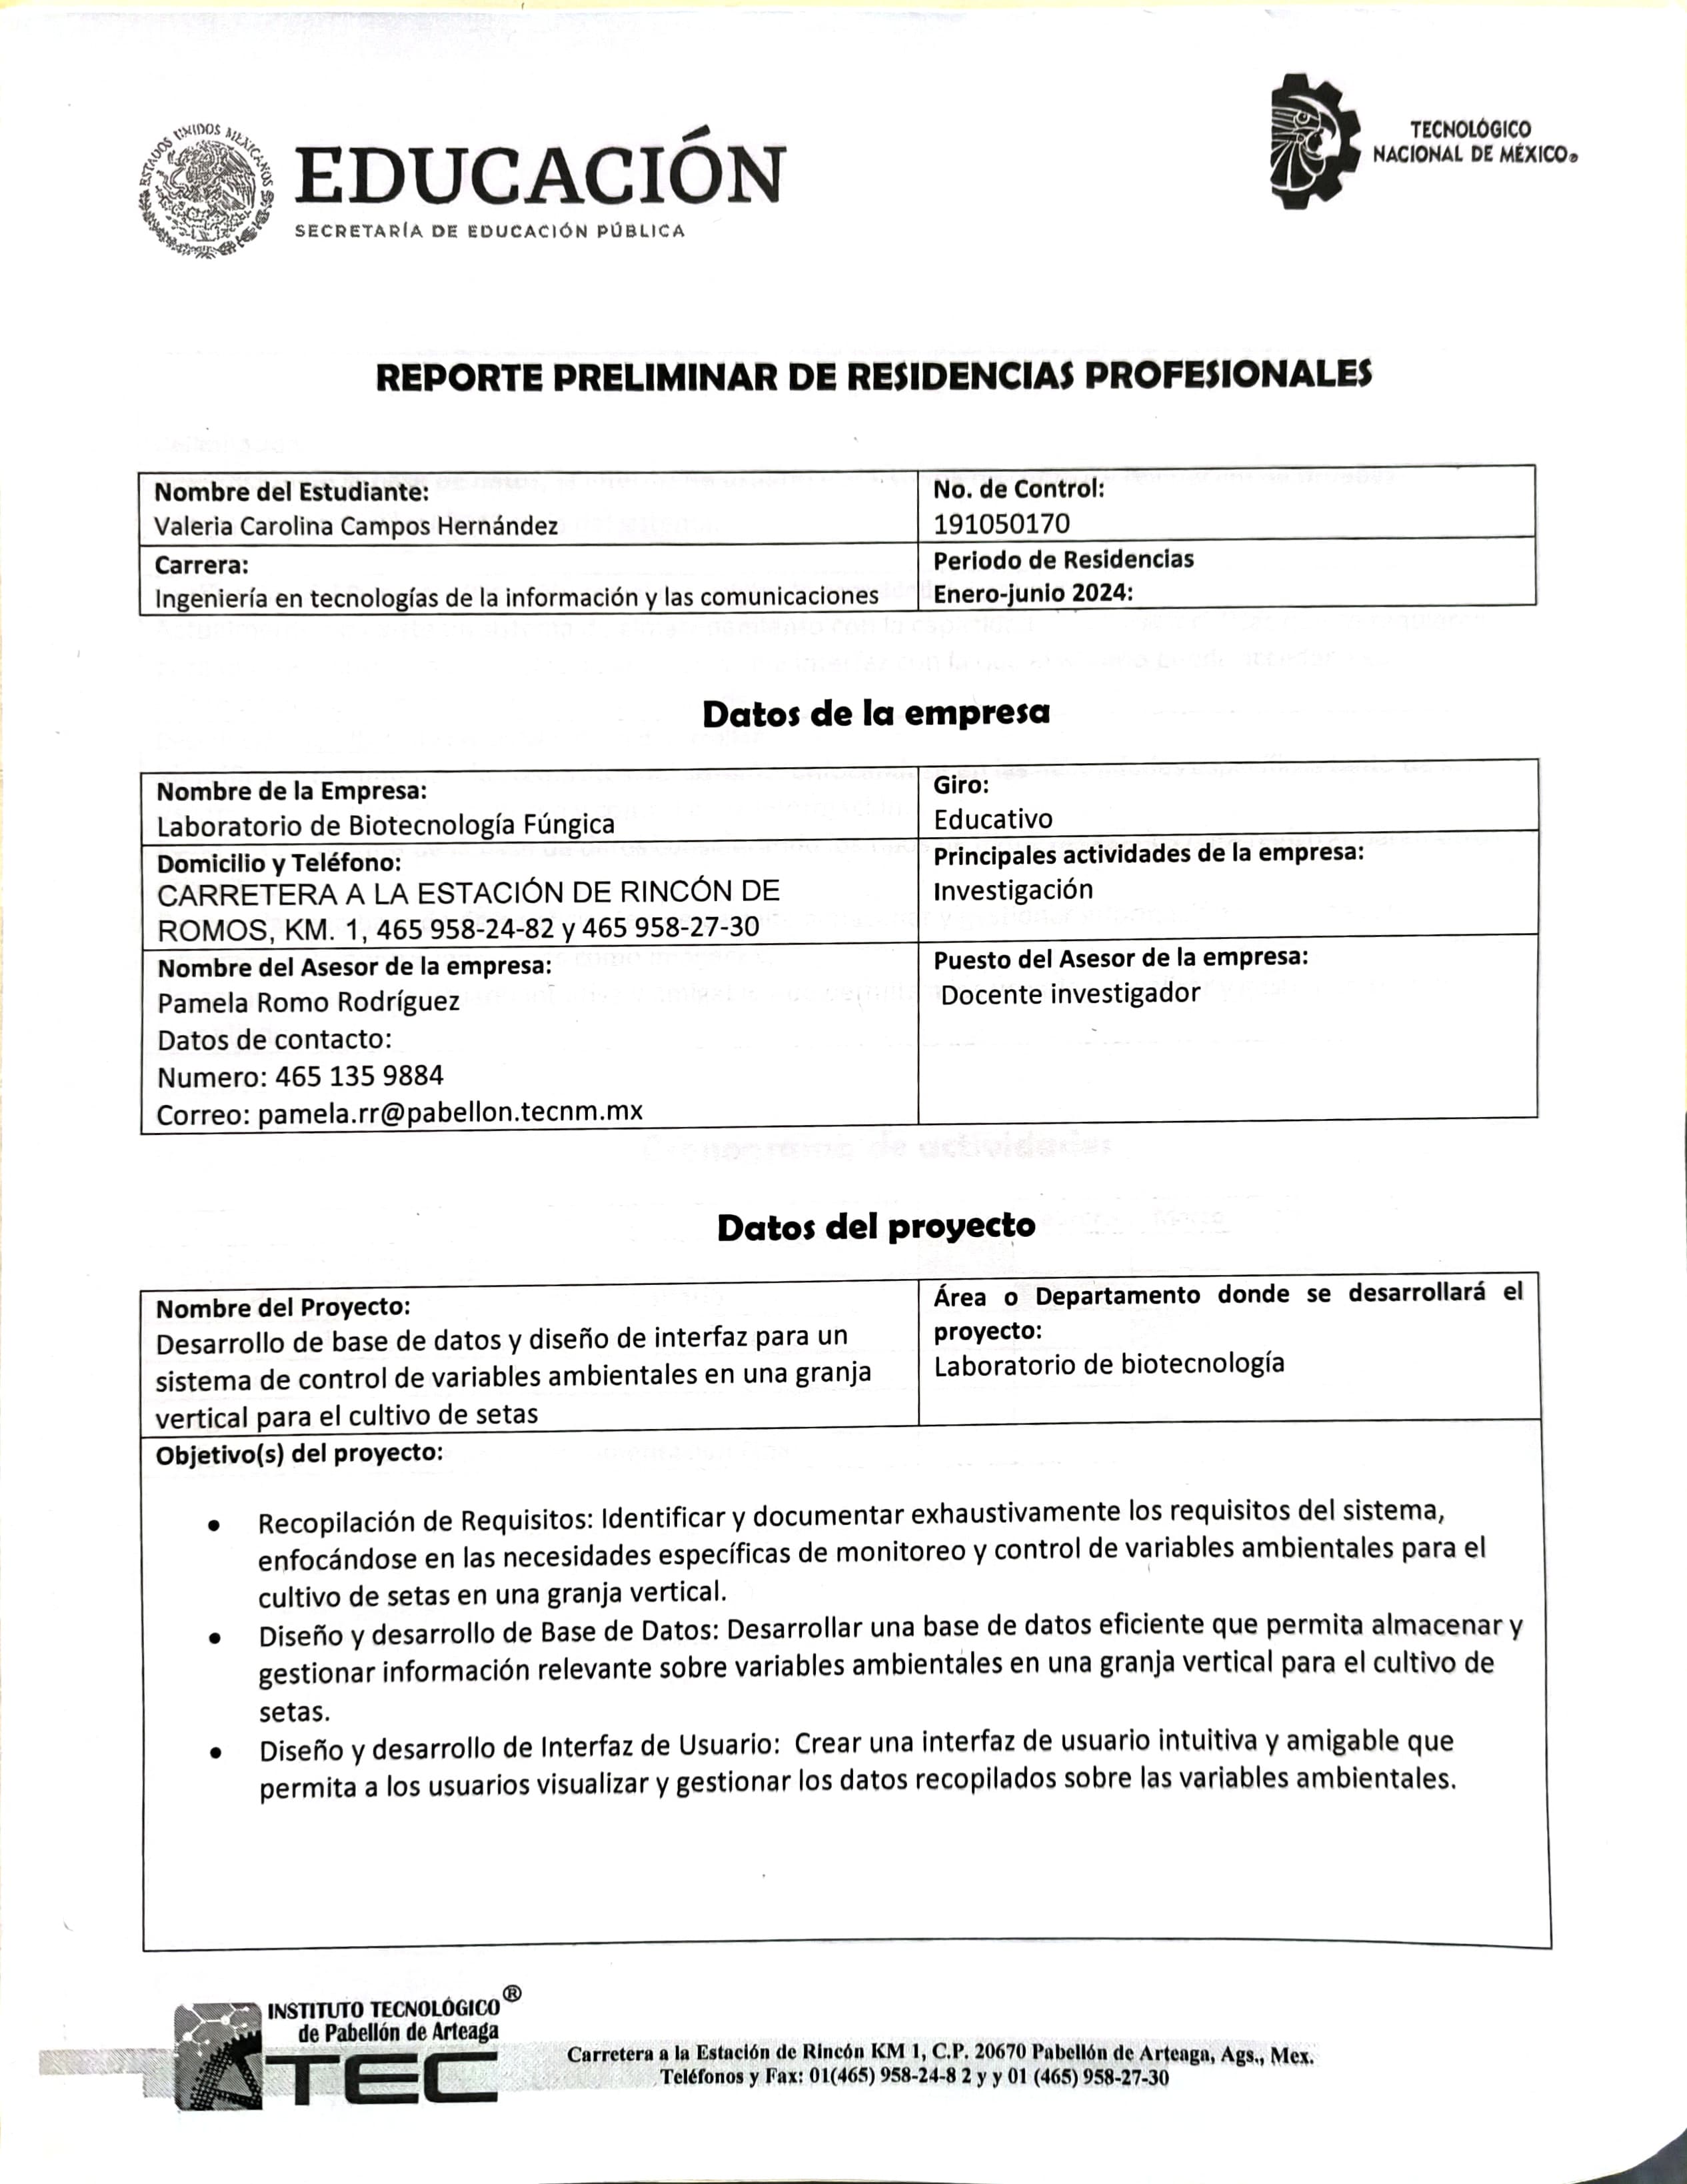 ESTADOS UNIDOS MEXICANOS
EDUCACIÓN
SECRETARÍA DE EDUCACIÓN PÚBLICA
TECNOLÓGICO
NACIONAL DE MÉXICO®
REPORTE PRELIMINAR DE RESIDENCIAS PROFESIONALES
Nombre del Estudiante:
Valeria Carolina Campos Hernández
No. de Control:
191050170
Carrera:
Ingeniería en tecnologías de la información y las comunicaciones
Periodo de Residencias
Enero-junio 2024:
Datos de la empresa
Nombre de la Empresa:
Laboratorio de Biotecnología Fúngica
Giro:
Educativo
Domicilio y Teléfono:
CARRETERA A LA ESTACIÓN DE RINCÓN DE
ROMOS, KM. 1, 465 958-24-82 y 465 958-27-30
Principales actividades de la empresa:
Investigación
Nombre del Asesor de la empresa:
Pamela Romo Rodríguez
Datos de contacto:
Numero: 465 135 9884
Correo: pamela.rr@pabellon.tecnm.mx
Puesto del Asesor de la empresa:
Docente investigador
Datos del proyecto
Nombre del Proyecto:
Desarrollo de base de datos y diseño de interfaz para un
sistema de control de variables ambientales en una granja
vertical para el cultivo de setas
Área o Departamento donde se desarrollará el
proyecto:
Laboratorio de biotecnología
Objetivo(s) del proyecto:
• Recopilación de Requisitos: Identificar y documentar exhaustivamente los requisitos del sistema,
enfocándose en las necesidades específicas de monitoreo y control de variables ambientales para el
cultivo de setas en una granja vertical.
• Diseño y desarrollo de Base de Datos: Desarrollar una base de datos eficiente que permita almacenar y
gestionar información relevante sobre variables ambientales en una granja vertical para el cultivo de
setas.
• Diseño y desarrollo de Interfaz de Usuario: Crear una interfaz de usuario intuitiva y amigable que
permita a los usuarios visualizar y gestionar los datos recopilados sobre las variables ambientales.
INSTITUTO TECNOLÓGICO®
de Pabellón de Arteaga
TEC
Carretera a la Estación de Rincón KM 1, C.P. 20670 Pabellón de Arteaga, Ags., Mex.
Teléfonos y Fax: 01(465) 958-24-8 2 y y 01 (465) 958-27-30